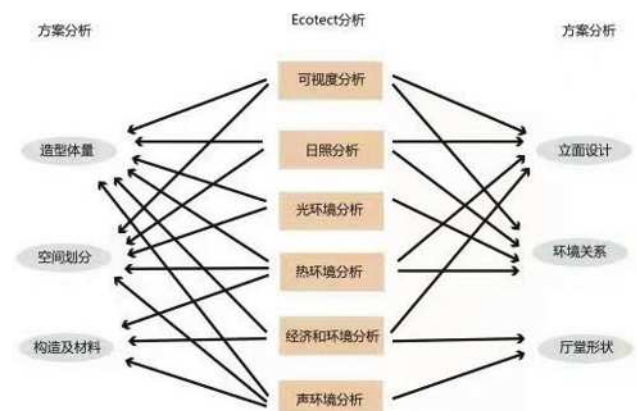 方案分析
Ecotect分析
方案分析
可视度分析
造型体量
日照分析
立面设计
光环境分析
空间划分
热环境分析
环境关系
构造及材料
经济和环境分析
厅堂形状
声环境分析